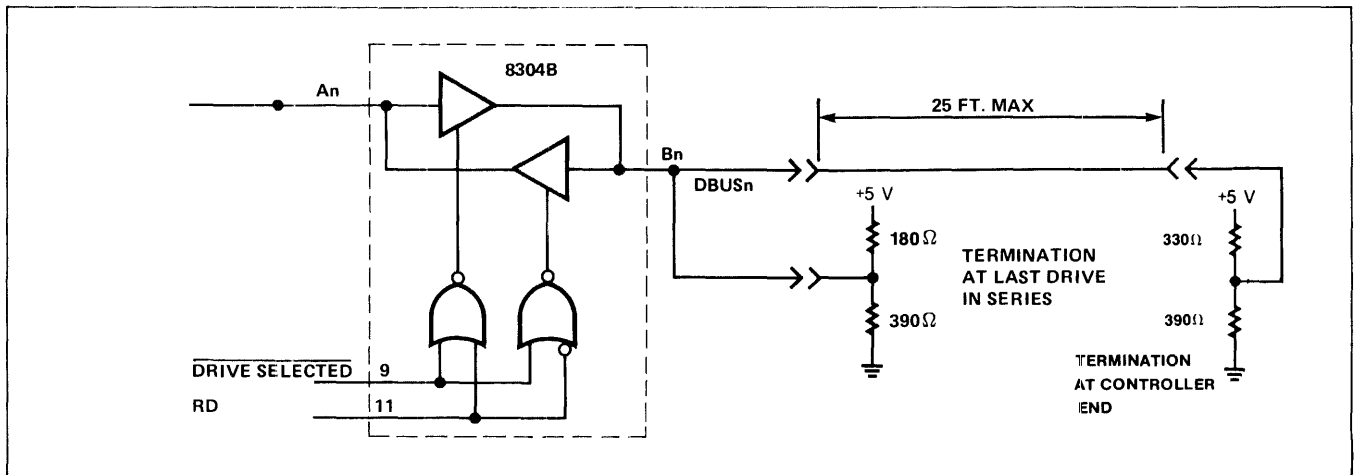 8304B
An
25 FT. MAX
Bn
DBUSn
+5 V
+5 V
180Ω
330Ω
TERMINATION
AT LAST DRIVE
IN SERIES
390Ω
390Ω
DRIVE SELECTED 9
RD 11
TERMINATION
AT CONTROLLER
END